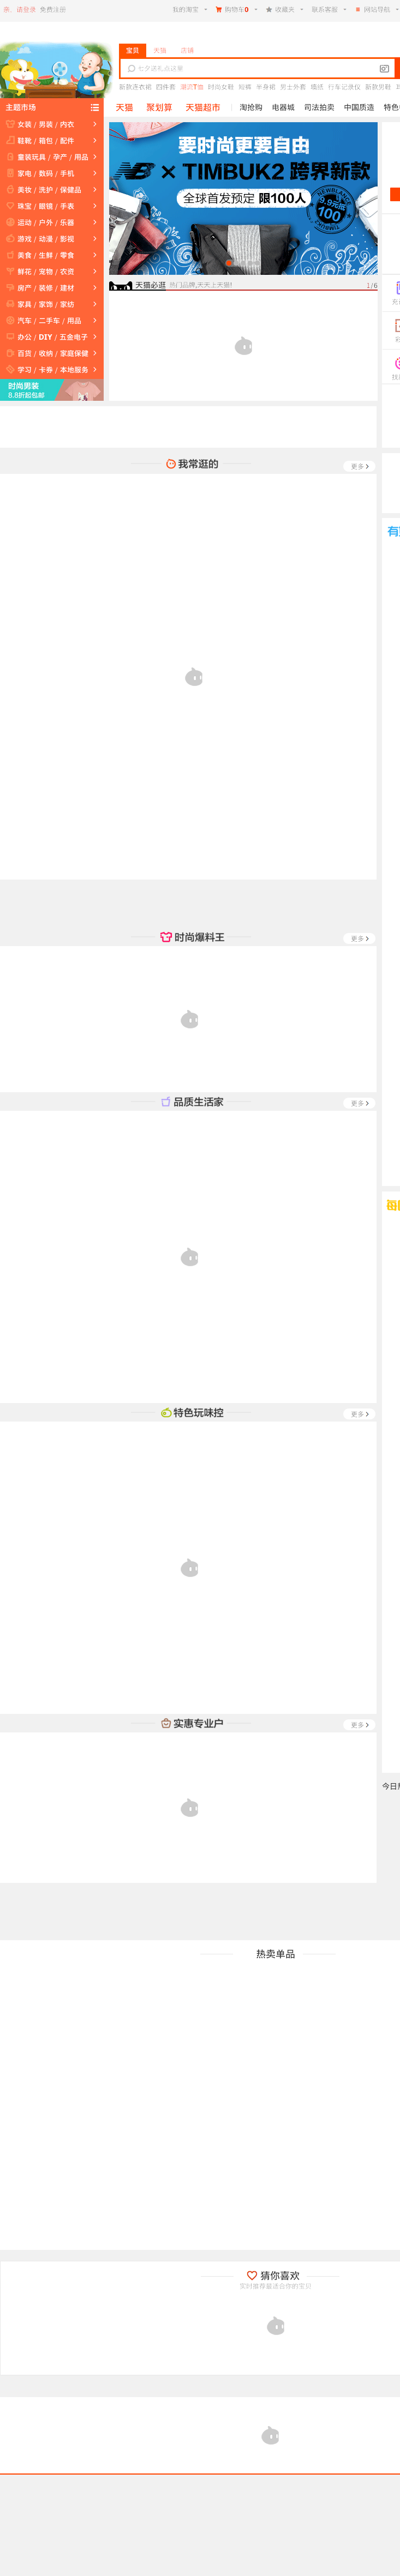 亲, 请登录 免费注册
我的淘宝 购物车0 收藏夹 联系客服 网站导航
宝贝 天猫 店铺
七夕送礼点这里
新款连衣裙 四件套 潮流T恤 时尚女鞋 短裤 半身裙 男士外套 墙纸 行车记录仪 新款男鞋
主题市场
天猫 聚划算 天猫超市 淘抢购 电器城 司法拍卖 中国质造 特色
女装 / 男装 / 内衣
鞋靴 / 箱包 / 配件
童装玩具 / 孕产 / 用品
家电 / 数码 / 手机
美妆 / 洗护 / 保健品
珠宝 / 眼镜 / 手表
运动 / 户外 / 乐器
游戏 / 动漫 / 影视
美食 / 生鲜 / 零食
鲜花 / 宠物 / 农资
房产 / 装修 / 建材
家具 / 家饰 / 家纺
汽车 / 二手车 / 用品
办公 / DIY / 五金电子
百货 / 收纳 / 家庭保健
学习 / 卡券 / 本地服务
时尚男装
8.8折起包邮
要时尚更要自由
× TIMBUK2 跨界新款
全球首发预定 限100人
100
天猫必逛 热门品牌,天天上天猫! 1/6
我常逛的 更多
时尚爆料王 更多
品质生活家 更多
特色玩味控 更多
实惠专业户 更多
今日
热卖单品
猜你喜欢
实时推荐最适合你的宝贝